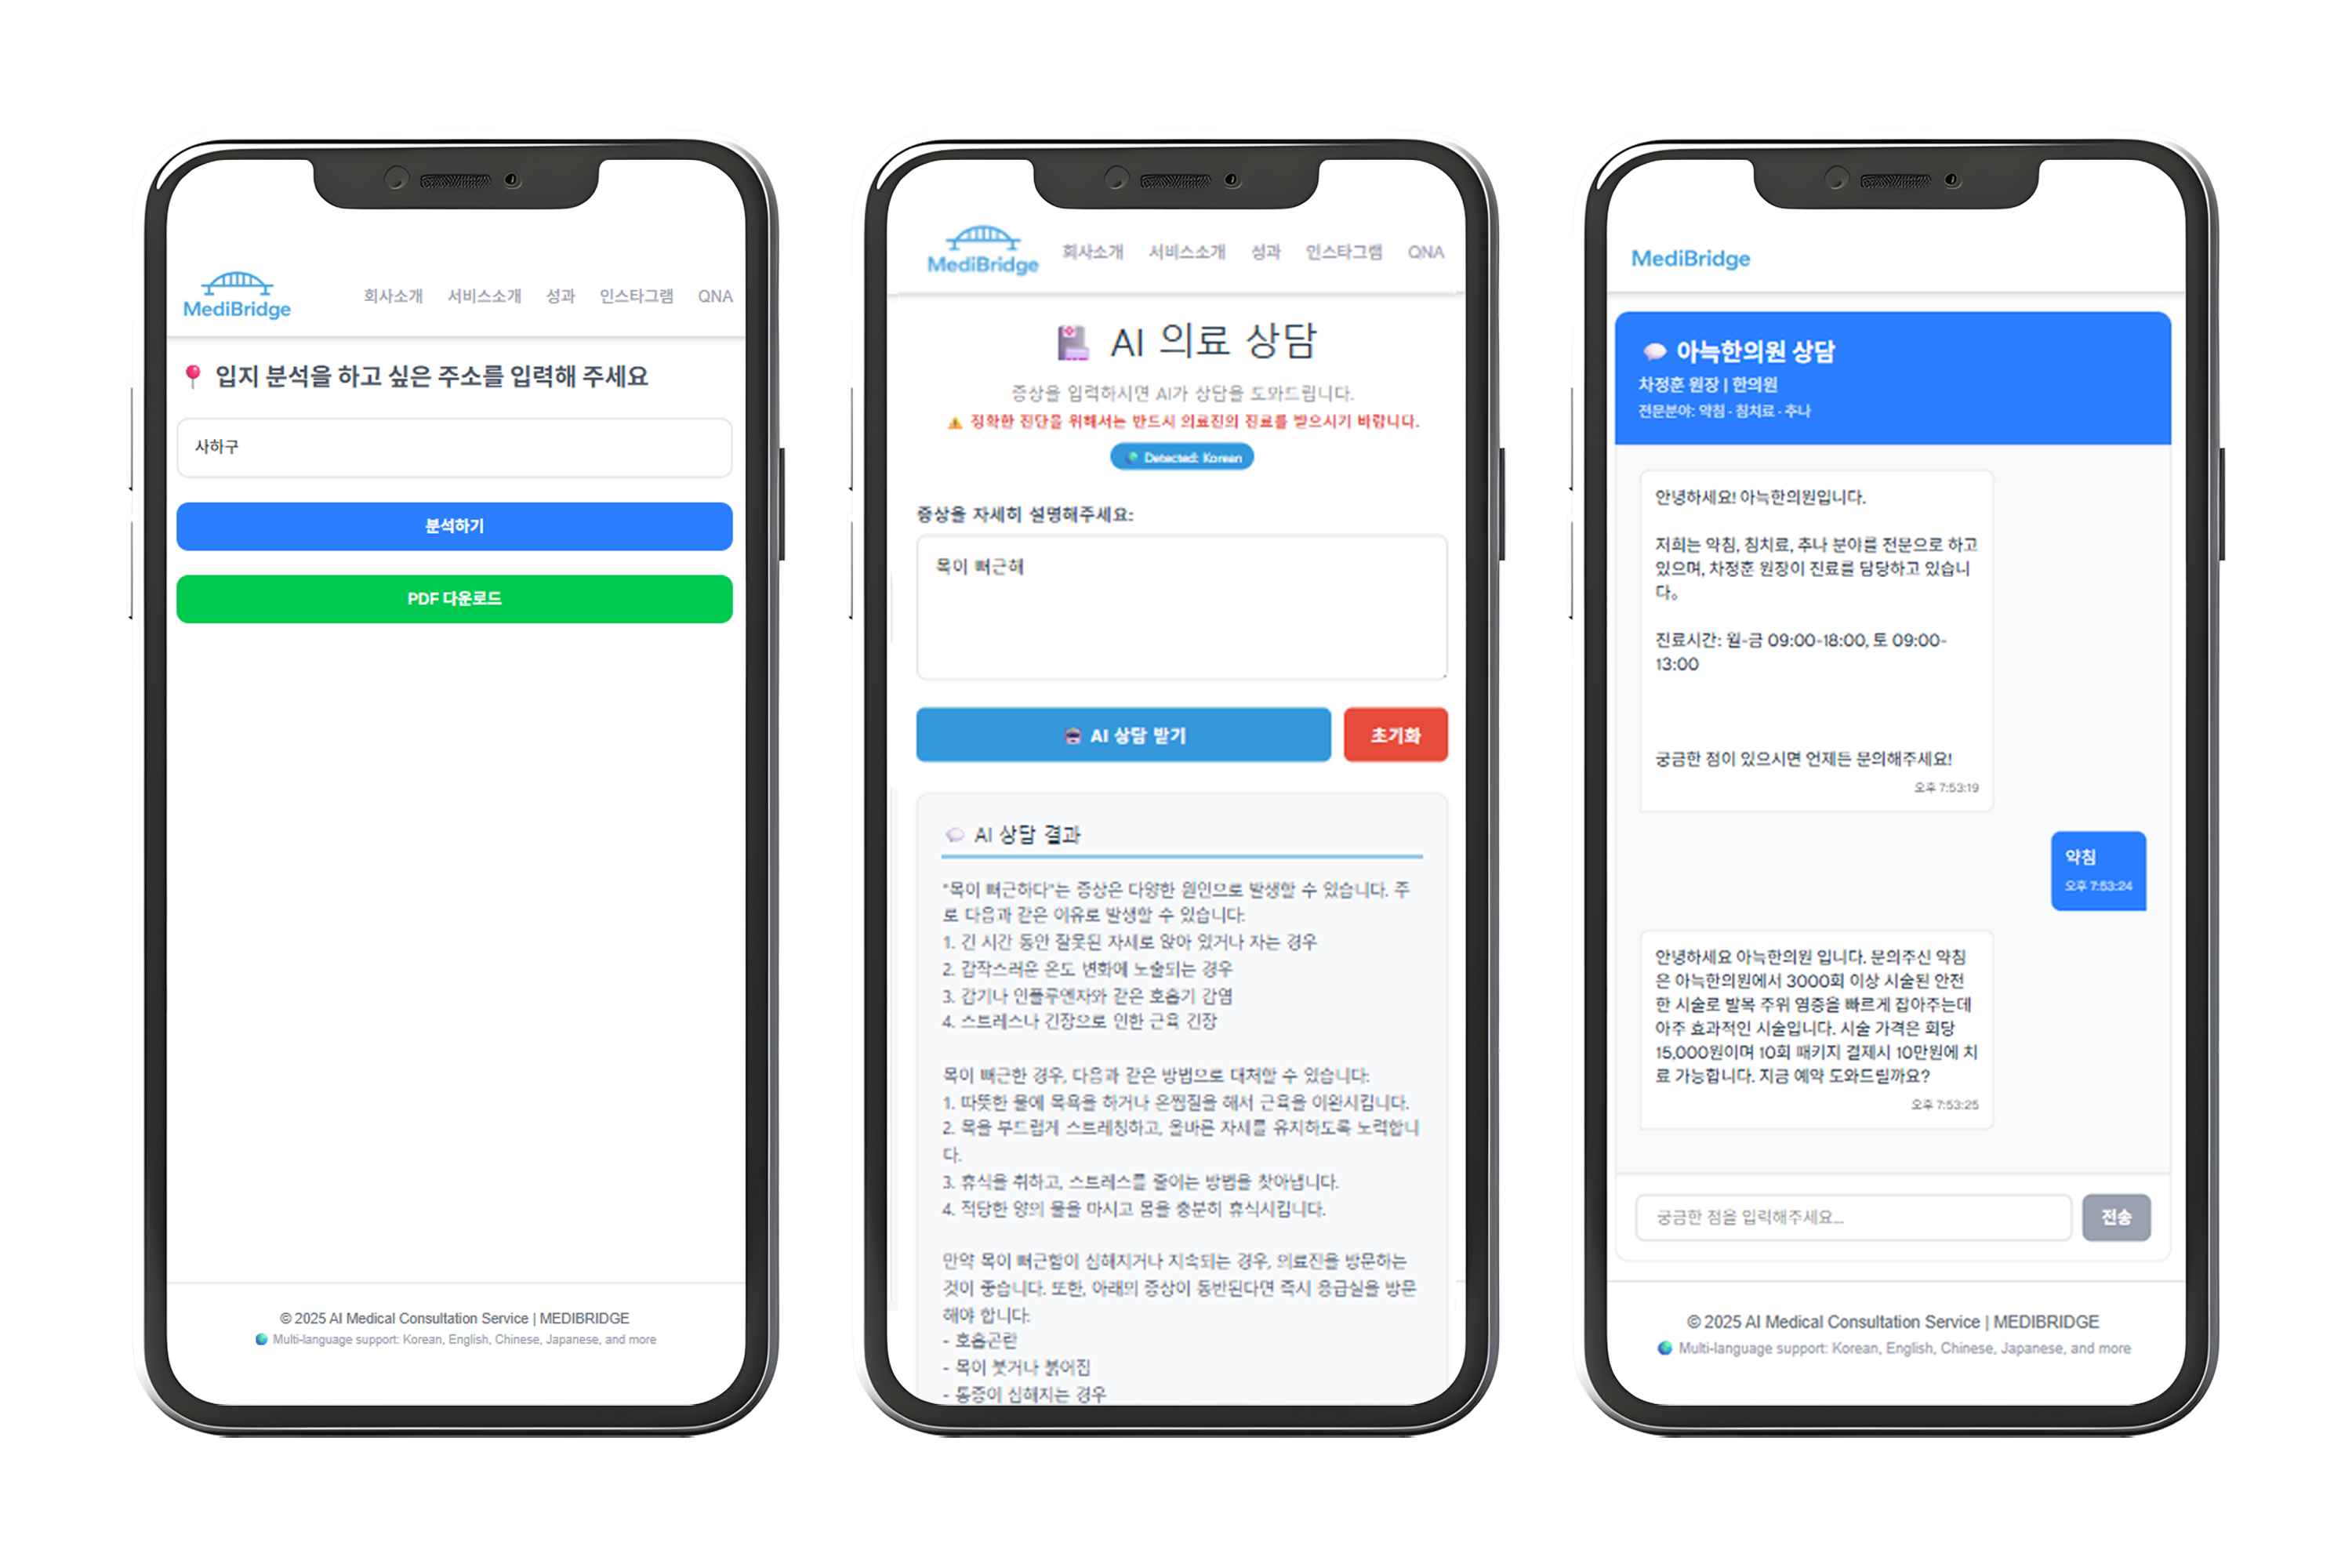 MediBridge
회사소개 서비스소개 성과 인스타그램 QNA
📍 입지 분석을 하고 싶은 주소를 입력해 주세요
사하구
분석하기
PDF 다운로드
© 2025 AI Medical Consultation Service | MEDIBRIDGE
Multi-language support: Korean, English, Chinese, Japanese, and more
MediBridge
회사소개 서비스소개 성과 인스타그램 QNA
AI 의료 상담
증상을 입력하시면 AI가 상담을 도와드립니다.
⚠️ 정확한 진단을 위해서는 반드시 의료진의 진료를 받으시기 바랍니다.
Detected: Korean
증상을 자세히 설명해주세요:
목이 뻐근해
AI 상담 받기
초기화
AI 상담 결과
"목이 뻐근하다"는 증상은 다양한 원인으로 발생할 수 있습니다. 주
로 다음과 같은 이유로 발생할 수 있습니다:
1. 긴 시간 동안 잘못된 자세로 앉아 있거나 자는 경우
2. 갑작스러운 온도 변화에 노출되는 경우
3. 감기나 인플루엔자와 같은 호흡기 감염
4. 스트레스나 긴장으로 인한 근육 긴장
목이 뻐근한 경우, 다음과 같은 방법으로 대처할 수 있습니다:
1. 따뜻한 물에 목욕을 하거나 온찜질을 해서 근육을 이완시킵니다.
2. 목을 부드럽게 스트레칭하고, 올바른 자세를 유지하도록 노력합니
다.
3. 휴식을 취하고, 스트레스를 줄이는 방법을 찾아냅니다.
4. 적당한 양의 물을 마시고 몸을 충분히 휴식시킵니다.
만약 목이 뻐근함이 심해지거나 지속되는 경우, 의료진을 방문하는
것이 좋습니다. 또한, 아래의 증상이 동반된다면 즉시 응급실을 방문
해야 합니다:
- 호흡곤란
- 목이 붓거나 붉어짐
- 통증이 심해지는 경우
MediBridge
아늑한의원 상담
차정훈 원장 | 한의원
전문분야: 약침 · 침치료 · 추나
안녕하세요! 아늑한의원입니다.
저희는 약침, 침치료, 추나 분야를 전문으로 하고
있으며, 차정훈 원장이 진료를 담당하고 있습니
다。
진료시간: 월-금 09:00-18:00, 토 09:00-
13:00
궁금한 점이 있으시면 언제든 문의해주세요!
오후 7:53:19
약침
오후 7:53:24
안녕하세요 아늑한의원 입니다. 문의주신 약침
은 아늑한의원에서 3000회 이상 시술된 안전
한 시술로 발목 주위 염증을 빠르게 잡아주는데
아주 효과적인 시술입니다. 시술 가격은 회당
15,000원이며 10회 패키지 결제시 10만원에 치
료 가능합니다. 지금 예약 도와드릴까요?
오후 7:53:25
궁금한 점을 입력해주세요...
전송
© 2025 AI Medical Consultation Service | MEDIBRIDGE
Multi-language support: Korean, English, Chinese, Japanese, and more